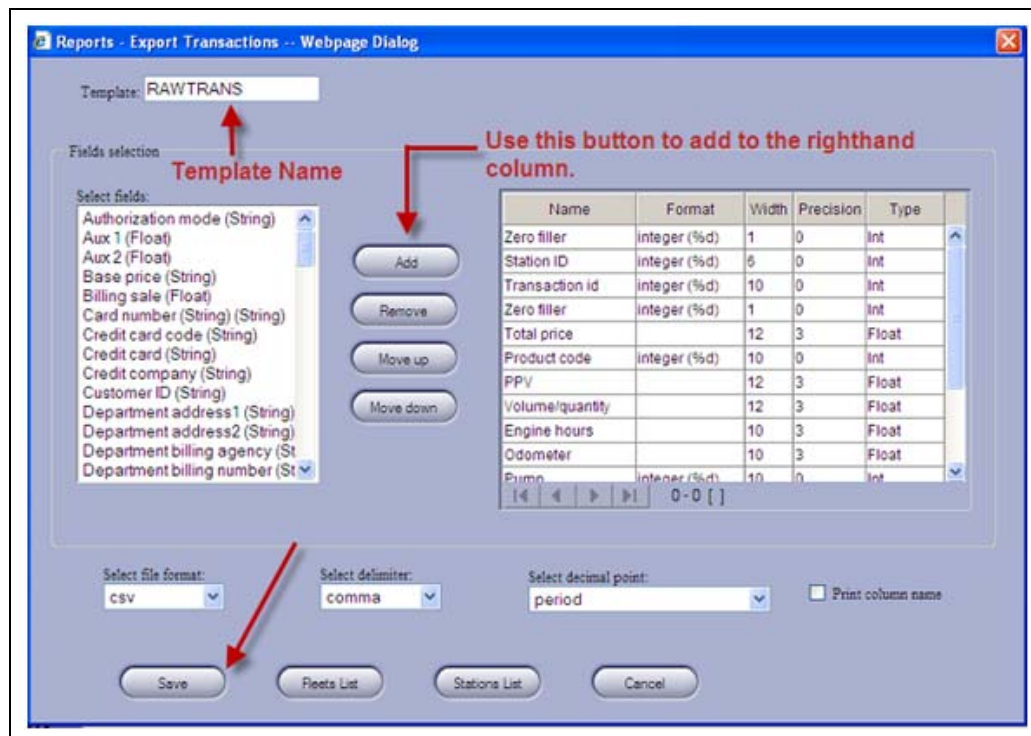 Reports - Export Transactions -- Webpage Dialog
Template: RAWTRANS
Template Name
Use this button to add to the righthand
column.
Fields selection
Select fields:
Authorization mode (String)
Aux 1 (Float)
Aux 2 (Float)
Base price (String)
Billing sale (Float)
Card number (String) (String)
Credit card code (String)
Credit card (String)
Credit company (String)
Customer ID (String)
Department address1 (String)
Department address2 (String)
Department billing agency (St
Department billing number (St
Add
Remove
Move up
Move down
Name Format Width Precision Type
Zero filler integer (%d) 1 0 Int
Station ID integer (%d) 6 0 Int
Transaction id integer (%d) 10 0 Int
Zero filler integer (%d) 1 0 Int
Total price 12 3 Float
Product code integer (%d) 10 0 Int
PPV 12 3 Float
Volume/quantity 12 3 Float
Engine hours 10 3 Float
Odometer 10 3 Float
Pump integer (%d) 10 0 Int
0 - 0 [ ]
Select file format: Select delimiter: Select decimal point:
csv comma period Print column name
Save Fleets List Stations List Cancel